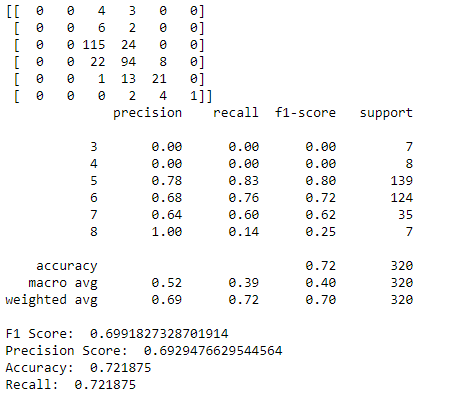 [[  0   0   4   3   0   0]
 [  0   0   6   2   0   0]
 [  0   0 115  24   0   0]
 [  0   0  22  94   8   0]
 [  0   0   1  13  21   0]
 [  0   0   0   2   4   1]]
              precision    recall  f1-score   support

           3       0.00      0.00      0.00         7
           4       0.00      0.00      0.00         8
           5       0.78      0.83      0.80       139
           6       0.68      0.76      0.72       124
           7       0.64      0.60      0.62        35
           8       1.00      0.14      0.25         7

    accuracy                           0.72       320
   macro avg       0.52      0.39      0.40       320
weighted avg       0.69      0.72      0.70       320

F1 Score:  0.6991827328701914
Precision Score:  0.6929476629544564
Accuracy:  0.721875
Recall:  0.721875